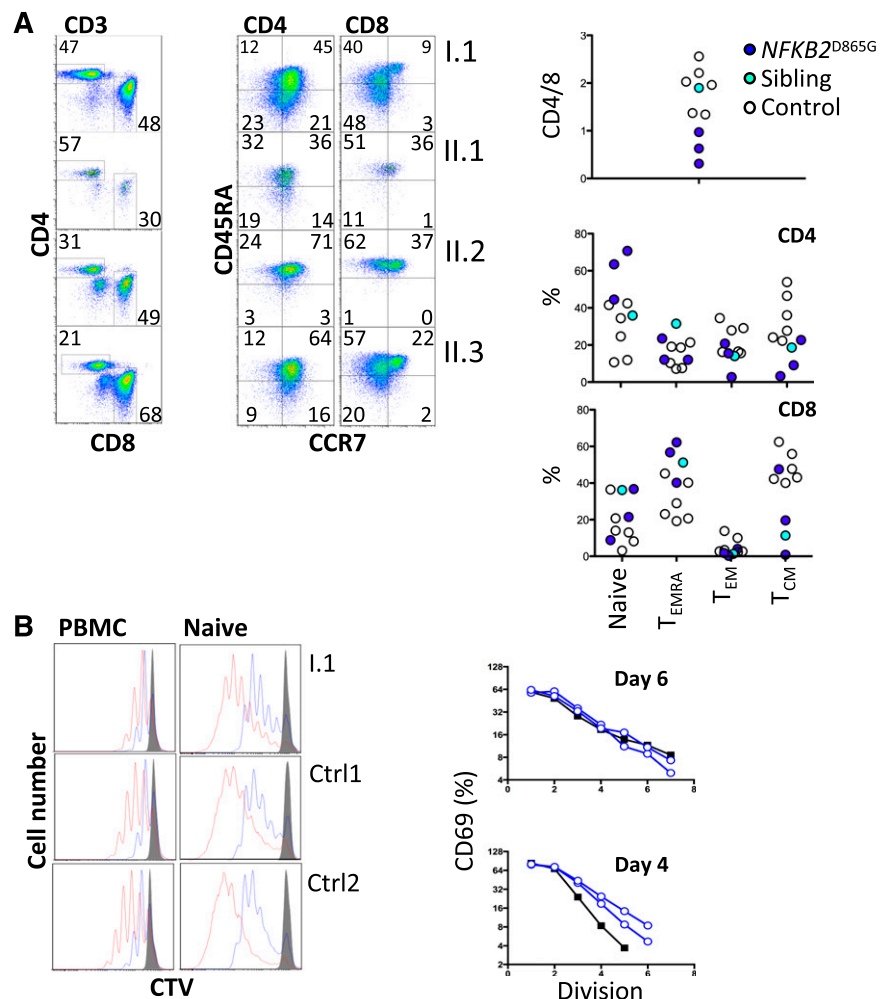 A
CD3
CD4
CD8
47
48
57
30
31
49
21
68
CD4
CD8
12 45 40 9
23 21 48 3
I.1
32 36 51 36
19 14 11 1
II.1
24 71 62 37
3 3 1 0
II.2
12 64 57 22
9 16 20 2
II.3
CD45RA
CCR7
CD4/8
3
2
1
0
NFKB2D865G
Sibling
Control
CD4
%
80
60
40
20
0
CD8
%
80
60
40
20
0
Naive
TEMRA
TEM
TCM
B
PBMC
Naive
I.1
Ctrl1
Ctrl2
Cell number
CTV
CD69 (%)
Day 6
128
64
32
16
8
4
0 2 4 6 8
Day 4
128
64
32
16
8
4
2
0 2 4 6 8
Division